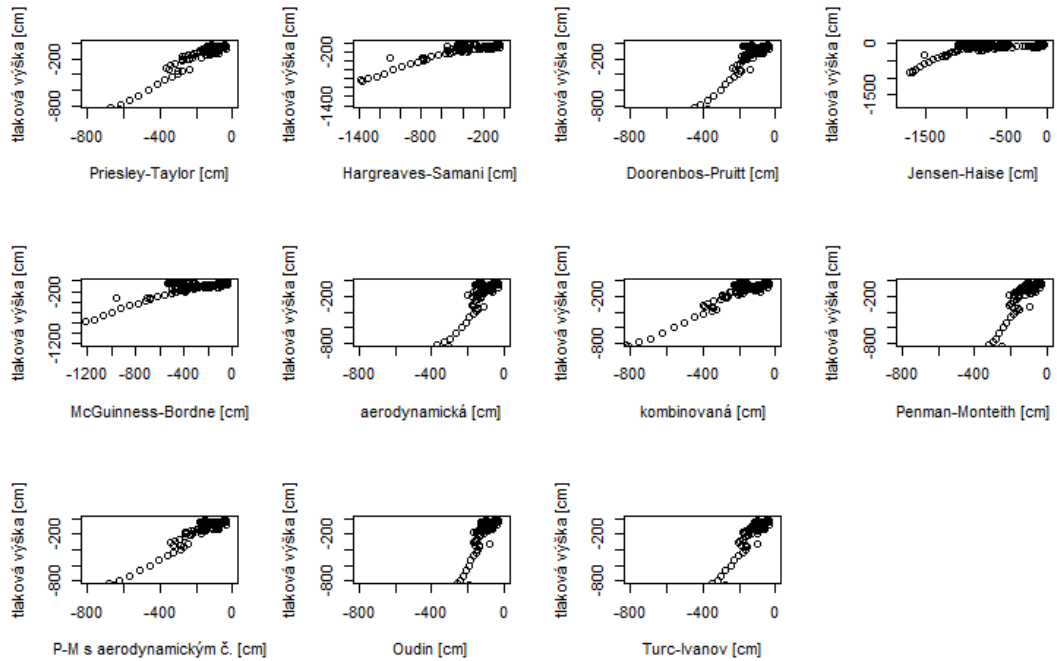 tlaková výška [cm]
-800 -200
-800 -400 0
Priesley-Taylor [cm]
tlaková výška [cm]
-1400 -200
-1400 -800 -200
Hargreaves-Samani [cm]
tlaková výška [cm]
-800 -200
-800 -400 0
Doorenbos-Pruitt [cm]
tlaková výška [cm]
-1500 0
-1500 -500 0
Jensen-Haise [cm]
tlaková výška [cm]
-1200 -200
-1200 -800 -400 0
McGuinness-Bordne [cm]
tlaková výška [cm]
-800 -200
-800 -400 0
aerodynamická [cm]
tlaková výška [cm]
-800 -200
-800 -400 0
kombinovaná [cm]
tlaková výška [cm]
-800 -200
-800 -400 0
Penman-Monteith [cm]
tlaková výška [cm]
-800 -200
-800 -400 0
P-M s aerodynamickým č. [cm]
tlaková výška [cm]
-800 -200
-800 -400 0
Oudin [cm]
tlaková výška [cm]
-800 -200
-800 -400 0
Turc-Ivanov [cm]